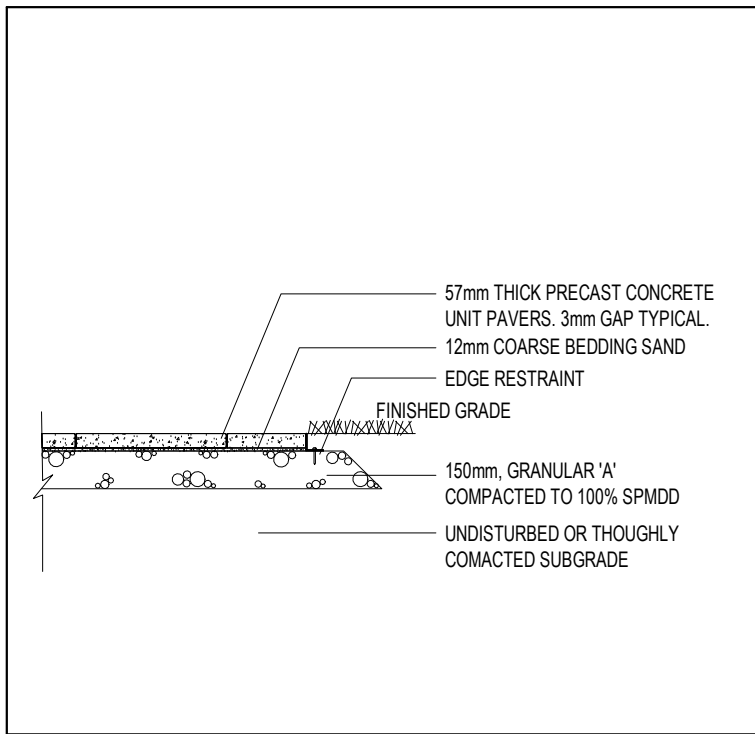 57mm THICK PRECAST CONCRETE
UNIT PAVERS. 3mm GAP TYPICAL.
12mm COARSE BEDDING SAND
EDGE RESTRAINT
FINISHED GRADE
150mm, GRANULAR 'A'
COMPACTED TO 100% SPMDD
UNDISTURBED OR THOUGHLY
COMACTED SUBGRADE